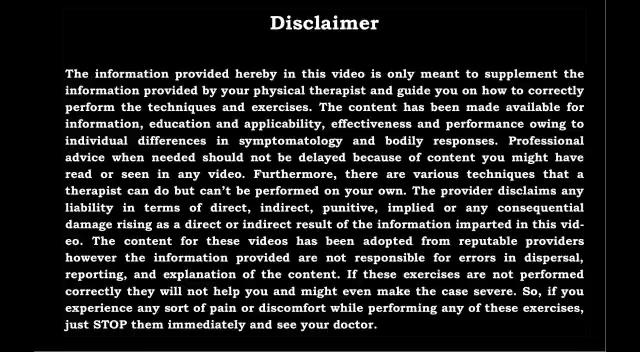 Disclaimer
The information provided hereby in this video is only meant to supplement the
information provided by your physical therapist and guide you on how to correctly
perform the techniques and exercises. The content has been made available for
information, education and applicability, effectiveness and performance owing to
individual differences in symptomatology and bodily responses. Professional
advice when needed should not be delayed because of content you might have
read or seen in any video. Furthermore, there are various techniques that a
therapist can do but can't be performed on your own. The provider disclaims any
liability in terms of direct, indirect, punitive, implied or any consequential
damage rising as a direct or indirect result of the information imparted in this vid-
eo. The content for these videos has been adopted from reputable providers
however the information provided are not responsible for errors in dispersal,
reporting, and explanation of the content. If these exercises are not performed
correctly they will not help you and might even make the case severe. So, if you
experience any sort of pain or discomfort while performing any of these exercises,
just STOP them immediately and see your doctor.